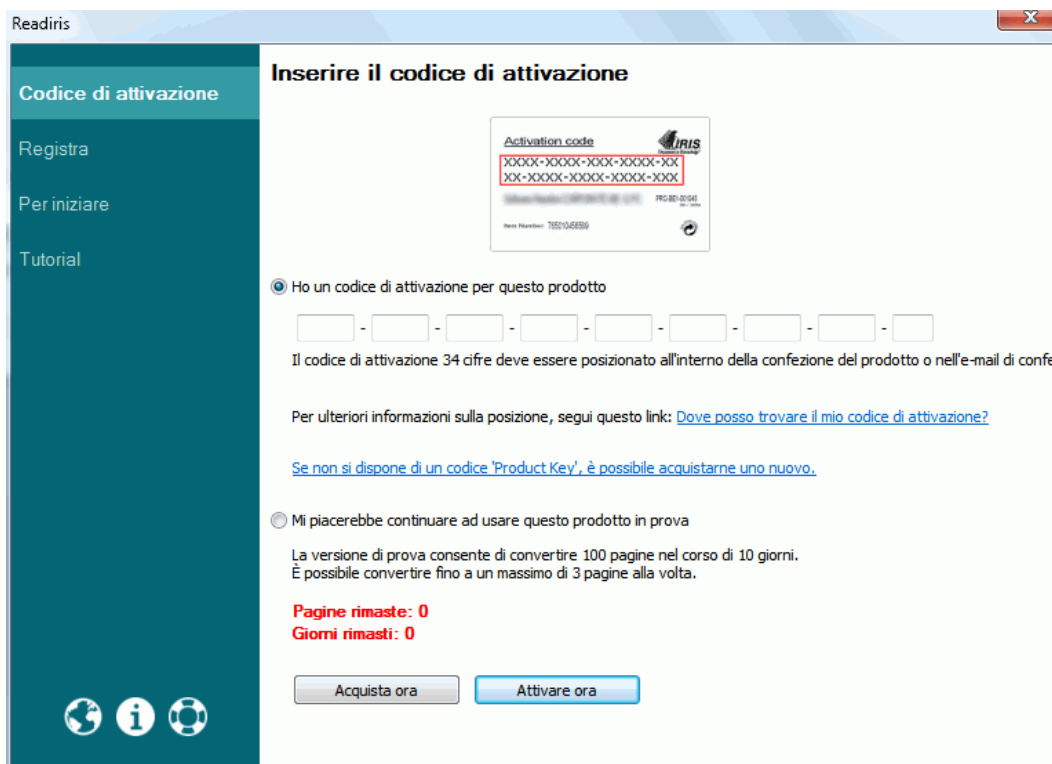 Readiris
Codice di attivazione
Registra
Per iniziare
Tutorial
Inserire il codice di attivazione
Activation code
IRIS
XXXX-XXXX-XXX-XXXX-XX
XX-XXXX-XXXX-XXXX-XXX
Item Number: 765210456589
Ho un codice di attivazione per questo prodotto
- - - - - - - -
Il codice di attivazione 34 cifre deve essere posizionato all'interno della confezione del prodotto o nell'e-mail di confe
Per ulteriori informazioni sulla posizione, segui questo link: Dove posso trovare il mio codice di attivazione?
Se non si dispone di un codice 'Product Key', è possibile acquistarne uno nuovo.
Mi piacerebbe continuare ad usare questo prodotto in prova
La versione di prova consente di convertire 100 pagine nel corso di 10 giorni.
È possibile convertire fino a un massimo di 3 pagine alla volta.
Pagine rimaste: 0
Giorni rimasti: 0
Acquista ora
Attivare ora